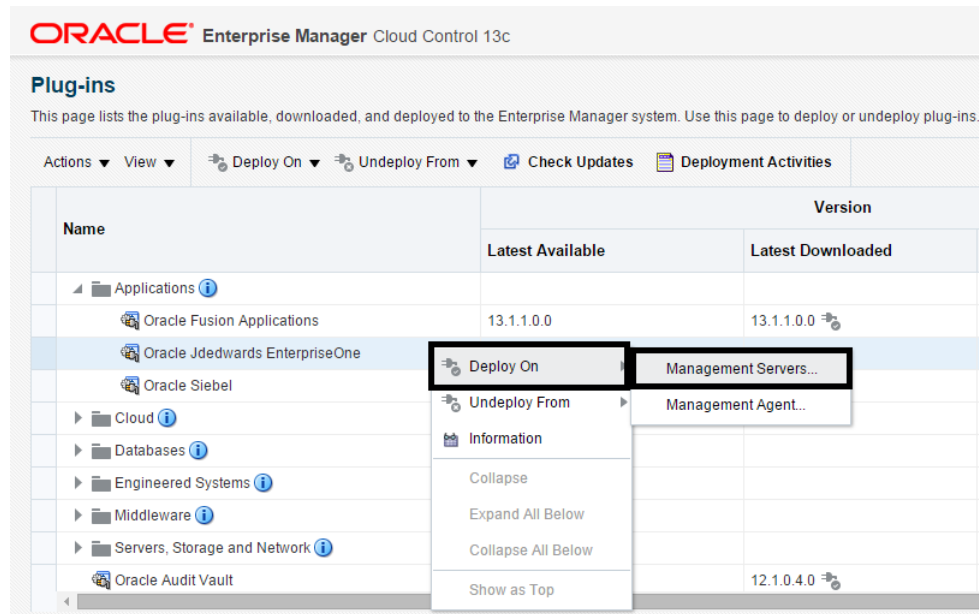 ORACLE® Enterprise Manager Cloud Control 13c
Plug-ins
This page lists the plug-ins available, downloaded, and deployed to the Enterprise Manager system. Use this page to deploy or undeploy plug-ins.
Actions View Deploy On Undeploy From Check Updates Deployment Activities
Version
Name
Latest Available Latest Downloaded
Applications
Oracle Fusion Applications 13.1.1.0.0 13.1.1.0.0
Oracle Jdedwards EnterpriseOne
Deploy On Management Servers...
Oracle Siebel
Undeploy From Management Agent...
Cloud
Information
Databases
Collapse
Engineered Systems
Expand All Below
Middleware
Servers, Storage and Network
Collapse All Below
Oracle Audit Vault 12.1.0.4.0
Show as Top